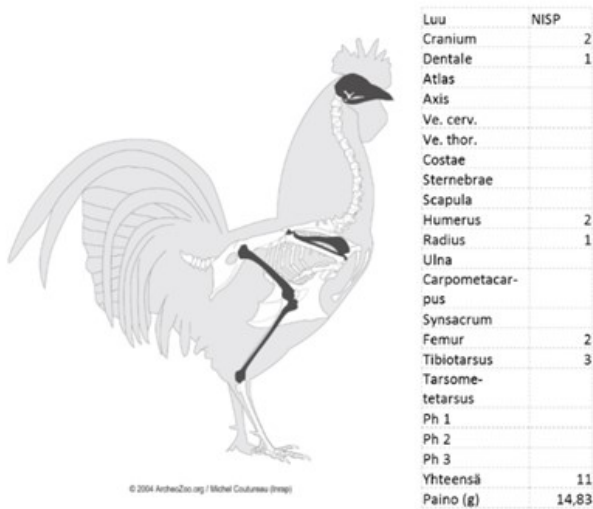 Luu NISP
Cranium 2
Dentale 1
Atlas
Axis
Ve. cerv.
Ve. thor.
Costae
Sternebrae
Scapula
Humerus 2
Radius 1
Ulna
Carpometacar-
pus
Synsacrum
Femur 2
Tibiotarsus 3
Tarsome-
tetarsus
Ph 1
Ph 2
Ph 3
Yhteensä 11
Paino (g) 14,83
© 2004 ArcheoZoo.org / Michel Coutureau (Inrap)